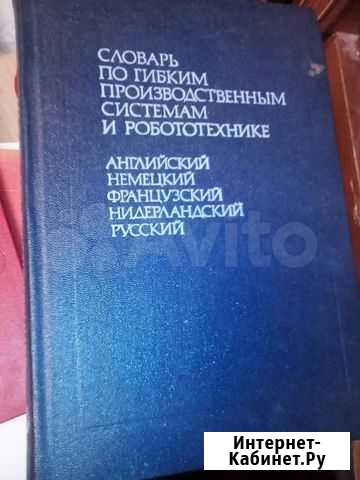 СЛОВАРЬ
ПО ГИБКИМ
ПРОИЗВОДСТВЕННЫМ
СИСТЕМАМ
И РОБОТОТЕХНИКЕ
АНГЛИЙСКИЙ
НЕМЕЦКИЙ
ФРАНЦУЗСКИЙ
НИДЕРЛАНДСКИЙ
РУССКИЙ
Avito
Интернет-
Кабинет.Ру